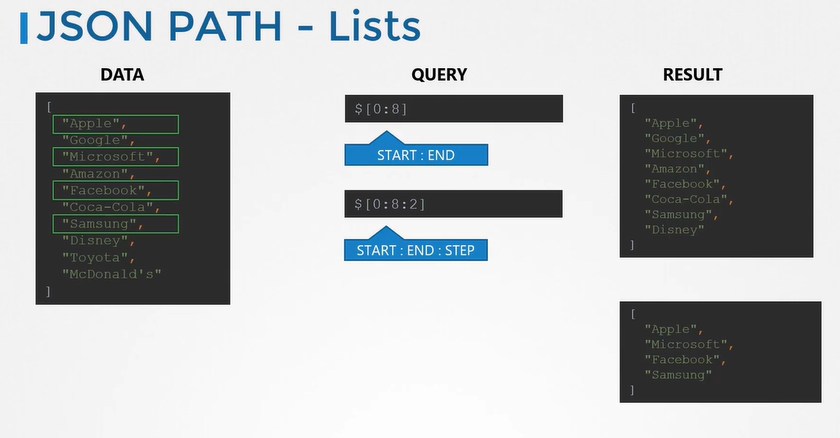 JSON PATH - Lists
DATA
[
"Apple",
"Google",
"Microsoft",
"Amazon",
"Facebook",
"Coca-Cola",
"Samsung",
"Disney",
"Toyota",
"McDonald's"
]
QUERY
$[0:8]
START : END
$[0:8:2]
START : END : STEP
RESULT
[
"Apple",
"Google",
"Microsoft",
"Amazon",
"Facebook",
"Coca-Cola",
"Samsung",
"Disney"
]
[
"Apple",
"Microsoft",
"Facebook",
"Samsung"
]